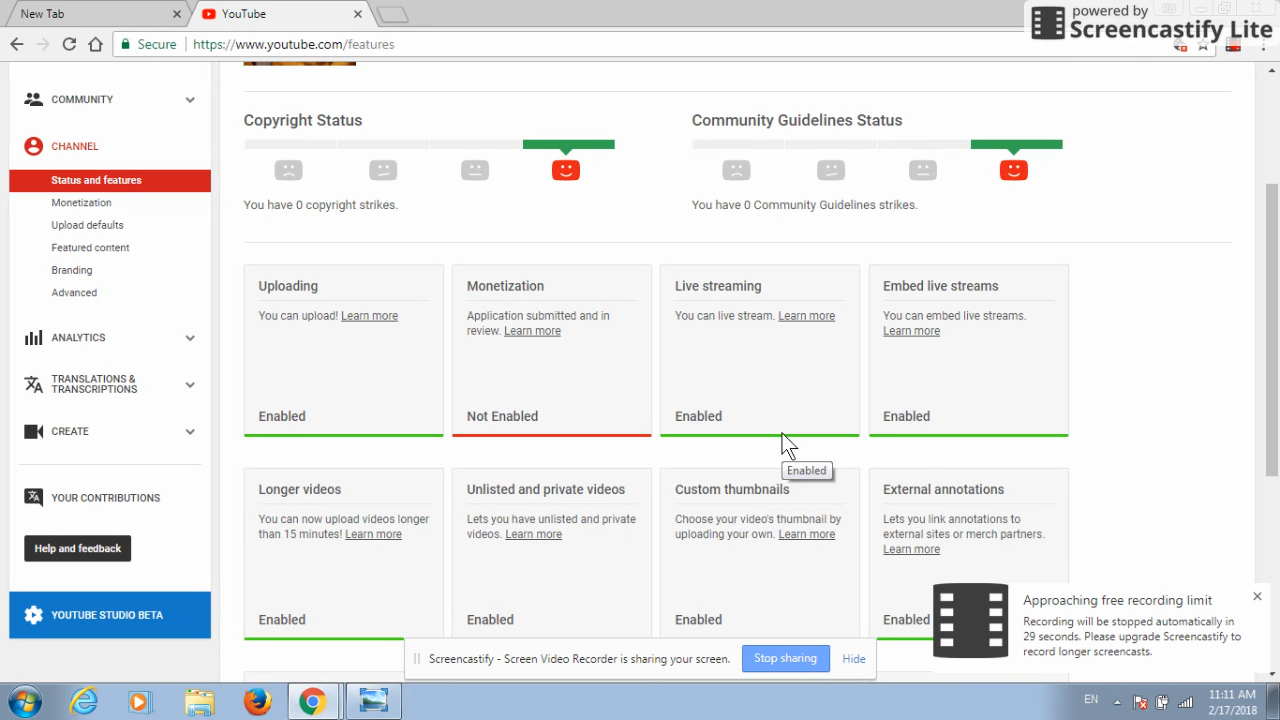 New Tab
YouTube
powered by
Screencastify Lite
Secure
https://www.youtube.com/features
COMMUNITY
CHANNEL
Status and features
Monetization
Upload defaults
Featured content
Branding
Advanced
ANALYTICS
TRANSLATIONS &
TRANSCRIPTIONS
CREATE
YOUR CONTRIBUTIONS
Help and feedback
YOUTUBE STUDIO BETA
Copyright Status
You have 0 copyright strikes.
Community Guidelines Status
You have 0 Community Guidelines strikes.
Uploading
You can upload! Learn more
Enabled
Monetization
Application submitted and in
review. Learn more
Not Enabled
Live streaming
You can live stream. Learn more
Enabled
Embed live streams
You can embed live streams.
Learn more
Enabled
Enabled
Longer videos
You can now upload videos longer
than 15 minutes! Learn more
Enabled
Unlisted and private videos
Lets you have unlisted and private
videos. Learn more
Enabled
Custom thumbnails
Choose your video's thumbnail by
uploading your own. Learn more
Enabled
External annotations
Lets you link annotations to
external sites or merch partners.
Learn more
Enabled
Approaching free recording limit
Recording will be stopped automatically in
29 seconds. Please upgrade Screencastify to
record longer screencasts.
Screencastify - Screen Video Recorder is sharing your screen.
Stop sharing
Hide
EN
11:11 AM
2/17/2018